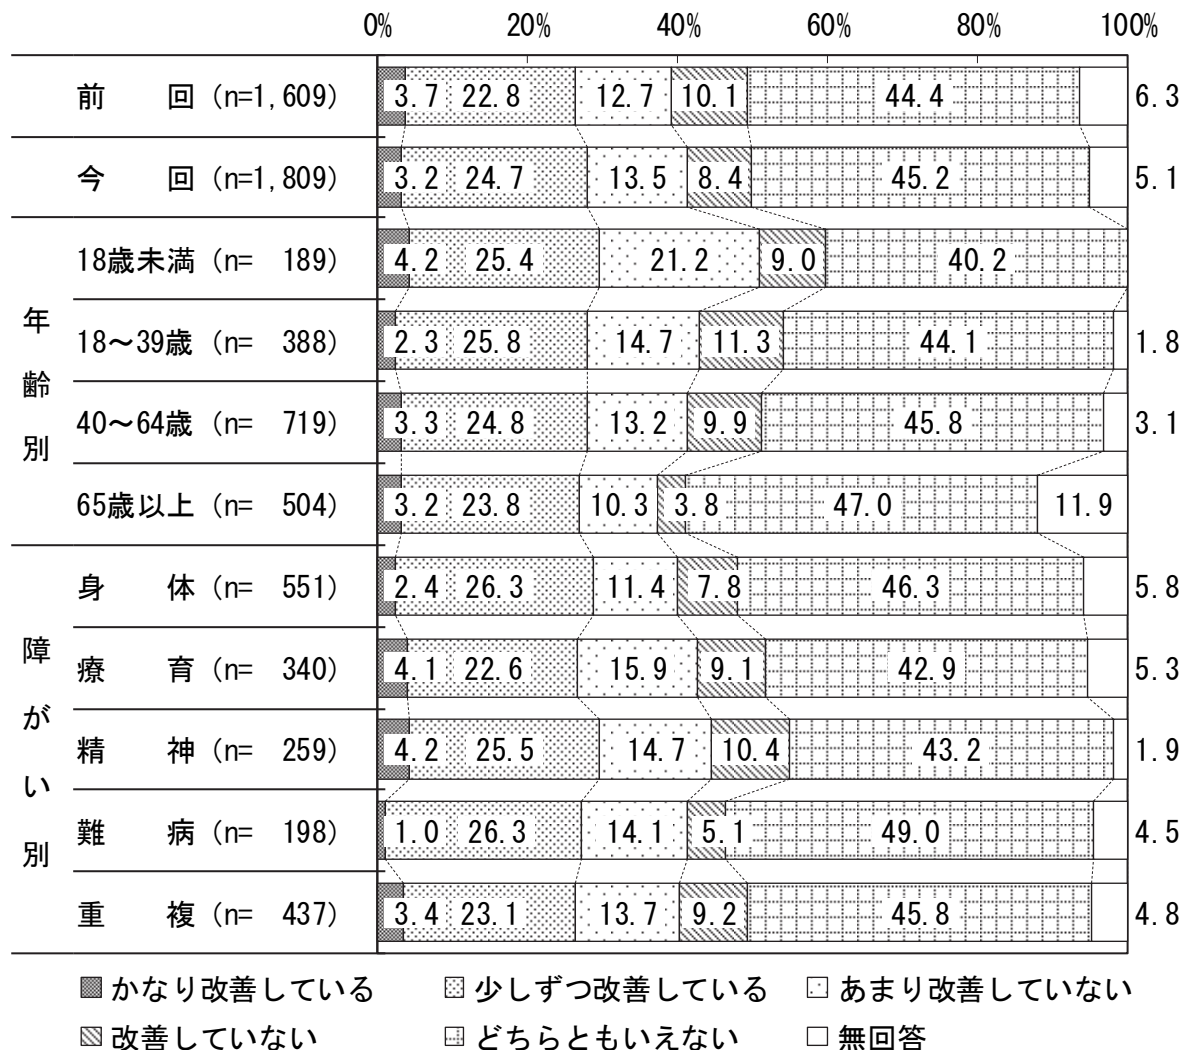 0% 20% 40% 60% 80% 100%
前　回 (n=1,609) 3.7 22.8 12.7 10.1 44.4 6.3
今　回 (n=1,809) 3.2 24.7 13.5 8.4 45.2 5.1
年齢別
18歳未満 (n= 189) 4.2 25.4 21.2 9.0 40.2
18～39歳 (n= 388) 2.3 25.8 14.7 11.3 44.1 1.8
40～64歳 (n= 719) 3.3 24.8 13.2 9.9 45.8 3.1
65歳以上 (n= 504) 3.2 23.8 10.3 3.8 47.0 11.9
障がい別
身　体 (n= 551) 2.4 26.3 11.4 7.8 46.3 5.8
療　育 (n= 340) 4.1 22.6 15.9 9.1 42.9 5.3
精　神 (n= 259) 4.2 25.5 14.7 10.4 43.2 1.9
難　病 (n= 198) 1.0 26.3 14.1 5.1 49.0 4.5
重　複 (n= 437) 3.4 23.1 13.7 9.2 45.8 4.8
かなり改善している 少しずつ改善している あまり改善していない
改善していない どちらともいえない 無回答